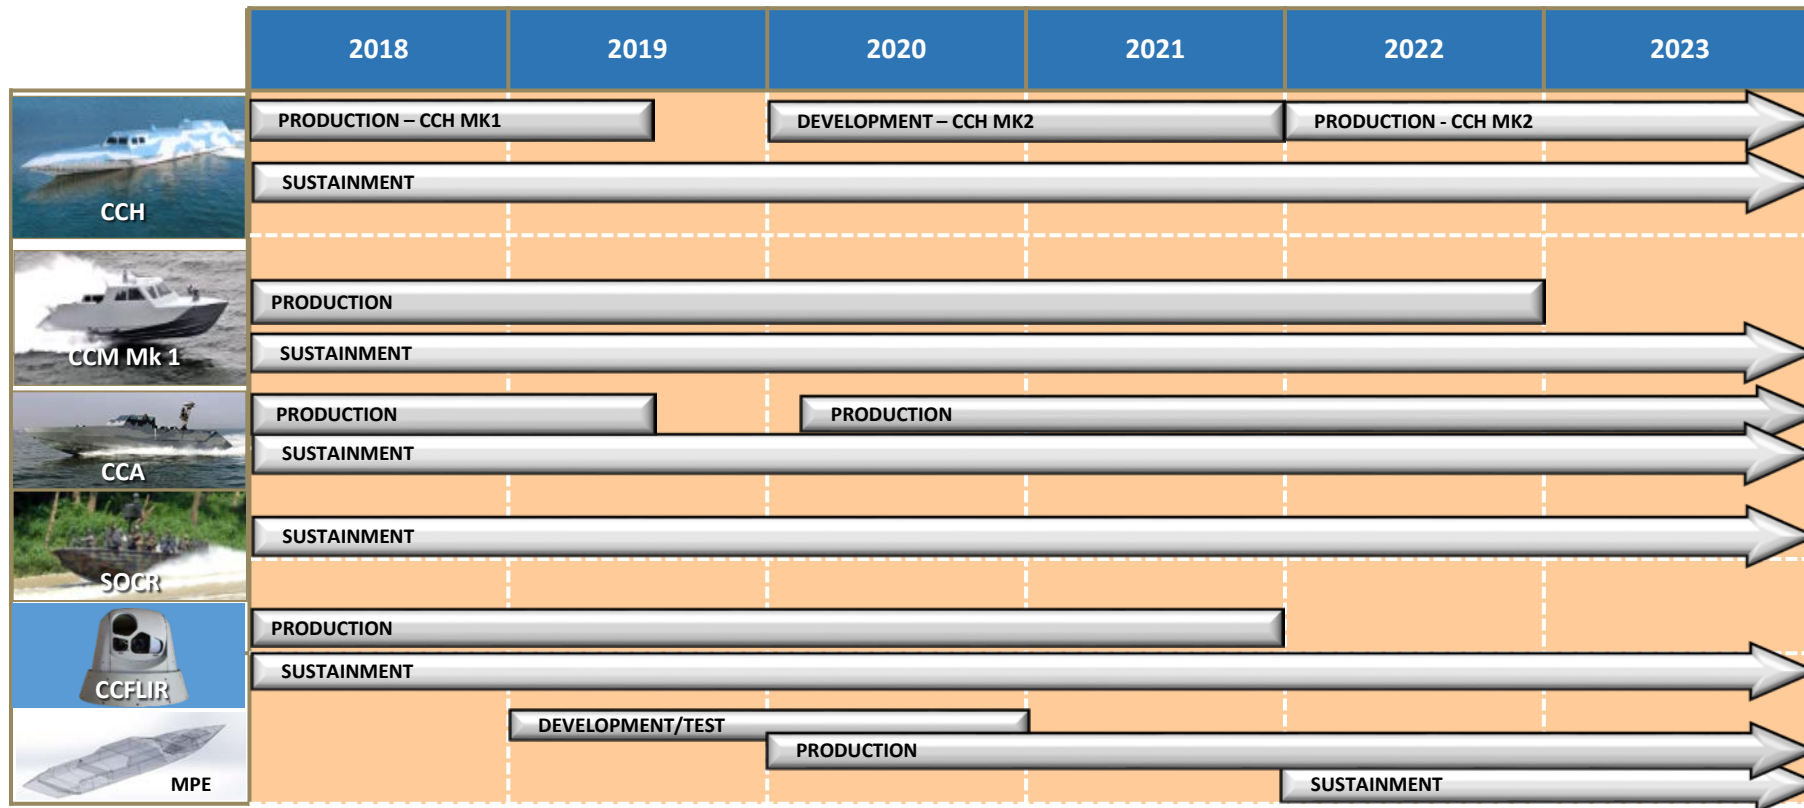 2018 2019 2020 2021 2022 2023
PRODUCTION – CCH MK1 DEVELOPMENT – CCH MK2 PRODUCTION - CCH MK2
SUSTAINMENT
CCH
PRODUCTION
SUSTAINMENT
CCM Mk 1
PRODUCTION PRODUCTION
SUSTAINMENT
CCA
SUSTAINMENT
SOCR
PRODUCTION
SUSTAINMENT
CCFLIR
DEVELOPMENT/TEST
PRODUCTION
MPE SUSTAINMENT